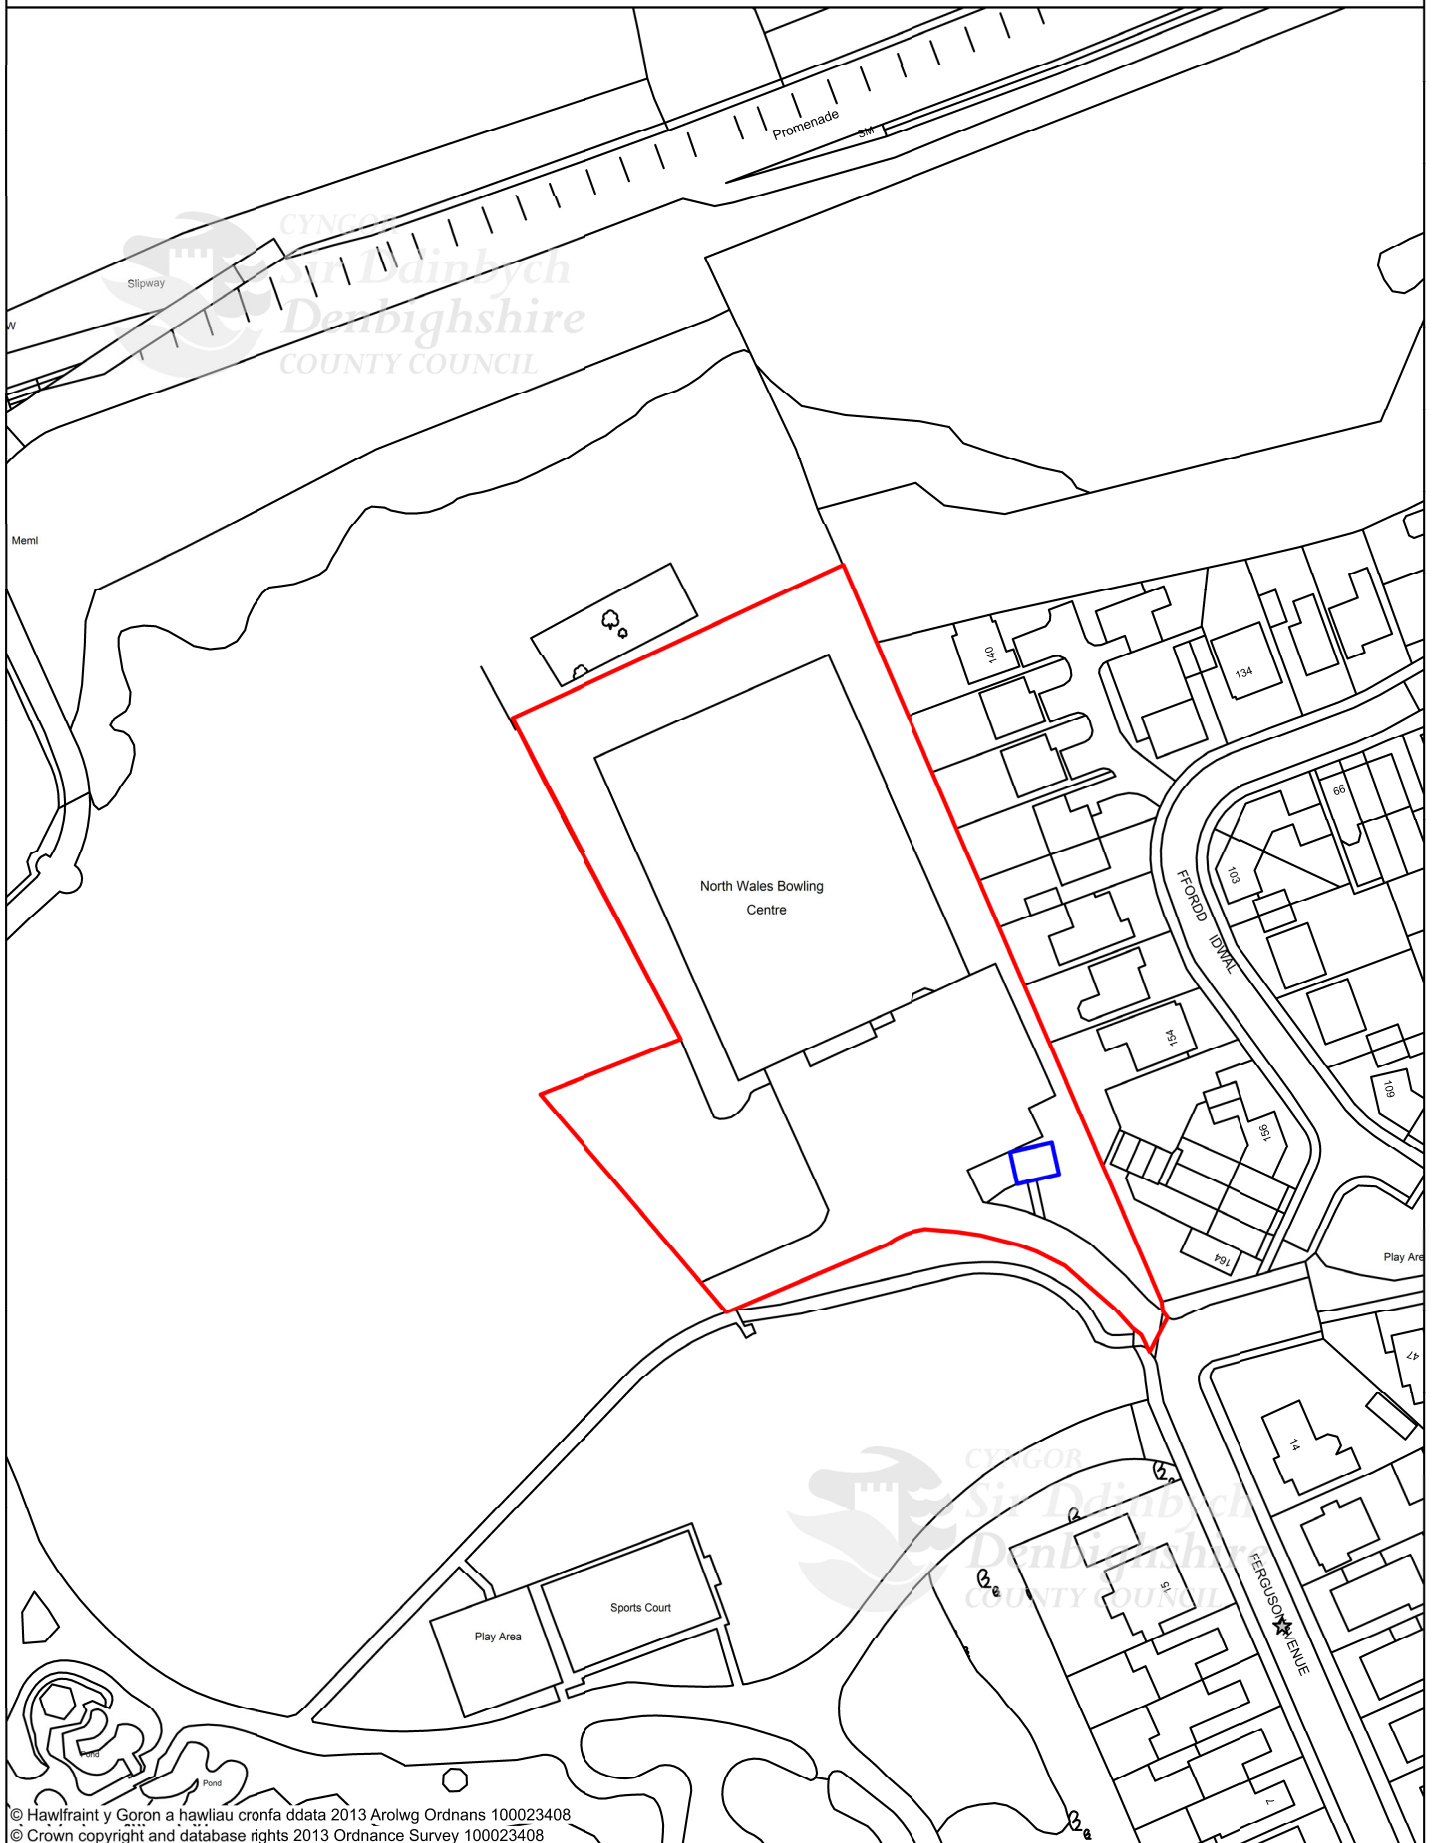 Promenade
SM
CYNGOR
Sir Ddinbych
Denbighshire
COUNTY COUNCIL
Slipway
W
Meml
140
134
66
103
FFORDD IDWAL
North Wales Bowling
Centre
154
109
156
164
Play Are
47
14
CYNGOR
Sir Ddinbych
Denbighshire
COUNTY COUNCIL
15
FERGUSON AVENUE
Sports Court
Play Area
Pond
Pond
7
© Hawlfraint y Goron a hawliau cronfa ddata 2013 Arolwg Ordnans 100023408
© Crown copyright and database rights 2013 Ordnance Survey 100023408